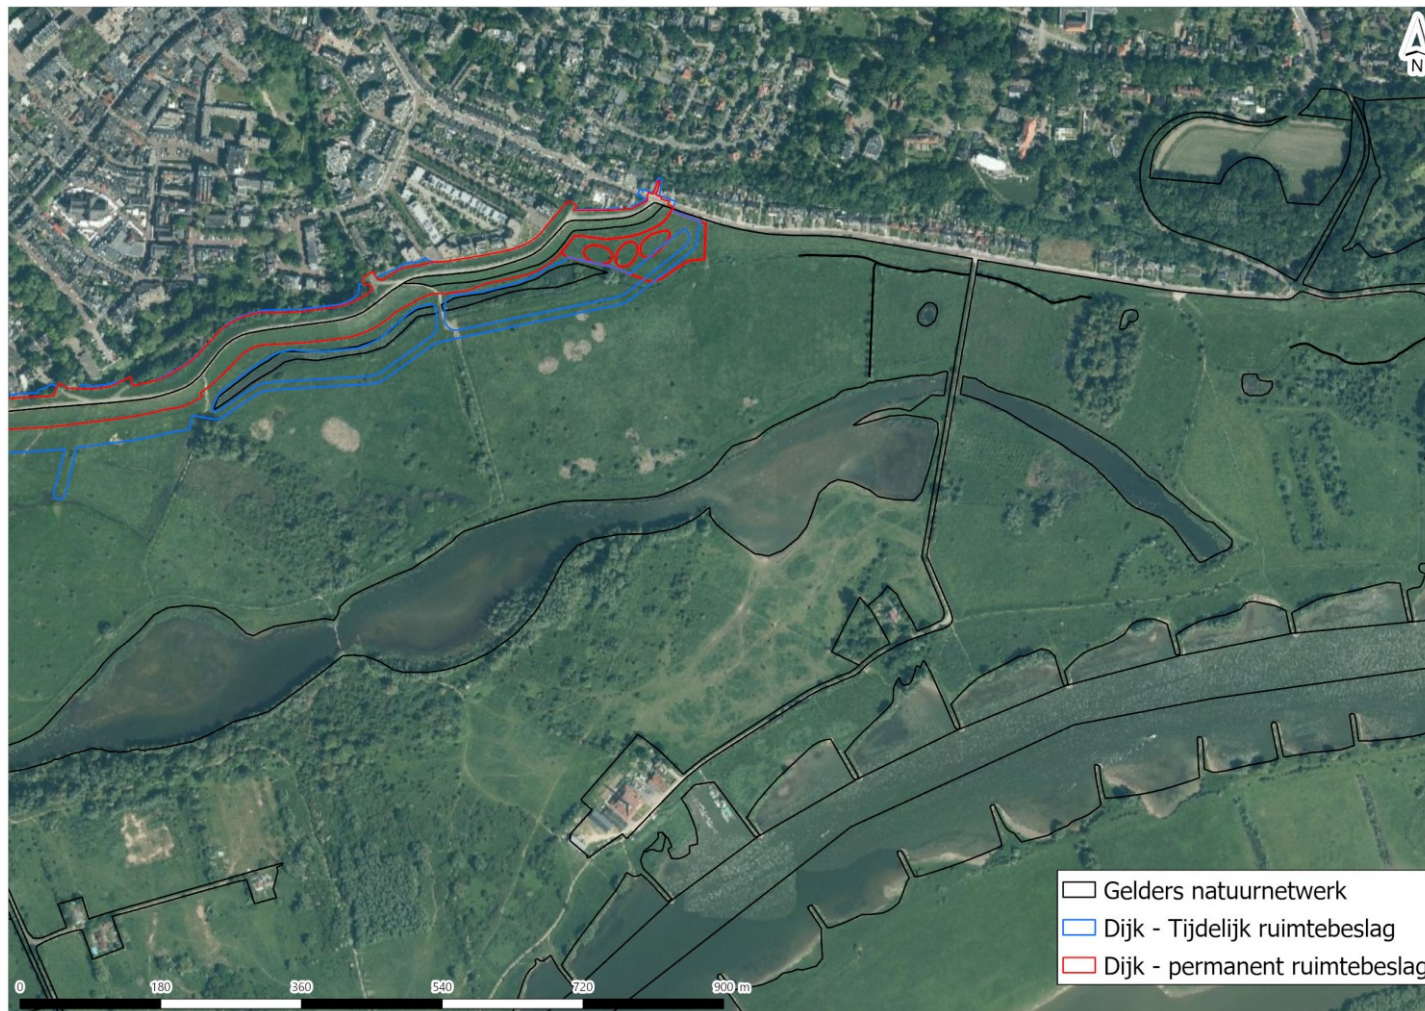 N
Gelders natuurnetwerk
Dijk - Tijdelijk ruimtebeslag
Dijk - permanent ruimtebeslag
0 180 360 540 720 900 m